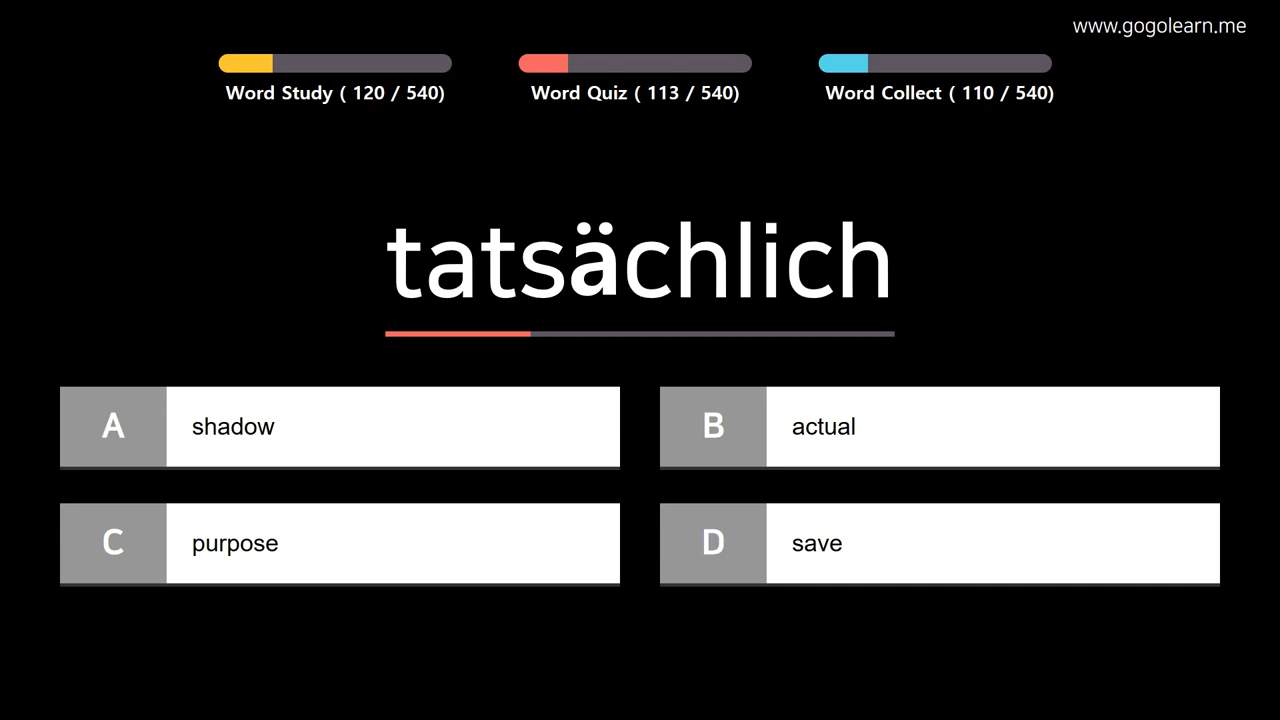 www.gogolearn.me
Word Study ( 120 / 540)
Word Quiz ( 113 / 540)
Word Collect ( 110 / 540)
tatsächlich
A shadow
B actual
C purpose
D save